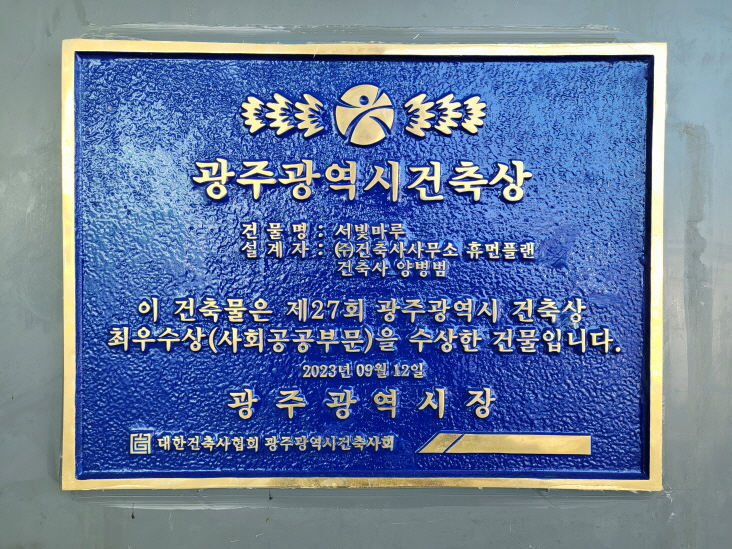 광주광역시건축상
건 물 명 : 서빛마루
설 계 자 : ㈜건축사사무소 휴먼플랜
건축사 양병범
이 건축물은 제27회 광주광역시 건축상
최우수상(사회공공부문)을 수상한 건물입니다.
2023년 09월 12일
광 주 광 역 시 장
대한건축사협회 광주광역시건축사회